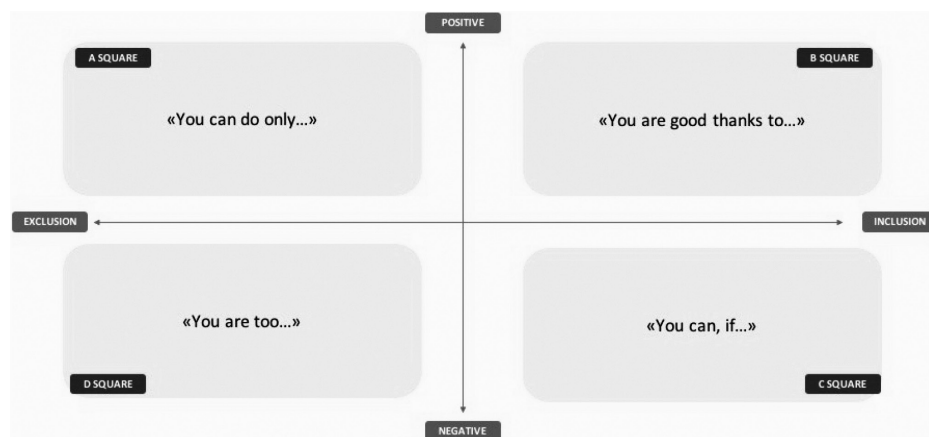 POSITIVE
A SQUARE
B SQUARE
«You can do only...»
«You are good thanks to...»
EXCLUSION
INCLUSION
«You are too...»
«You can, if...»
D SQUARE
C SQUARE
NEGATIVE